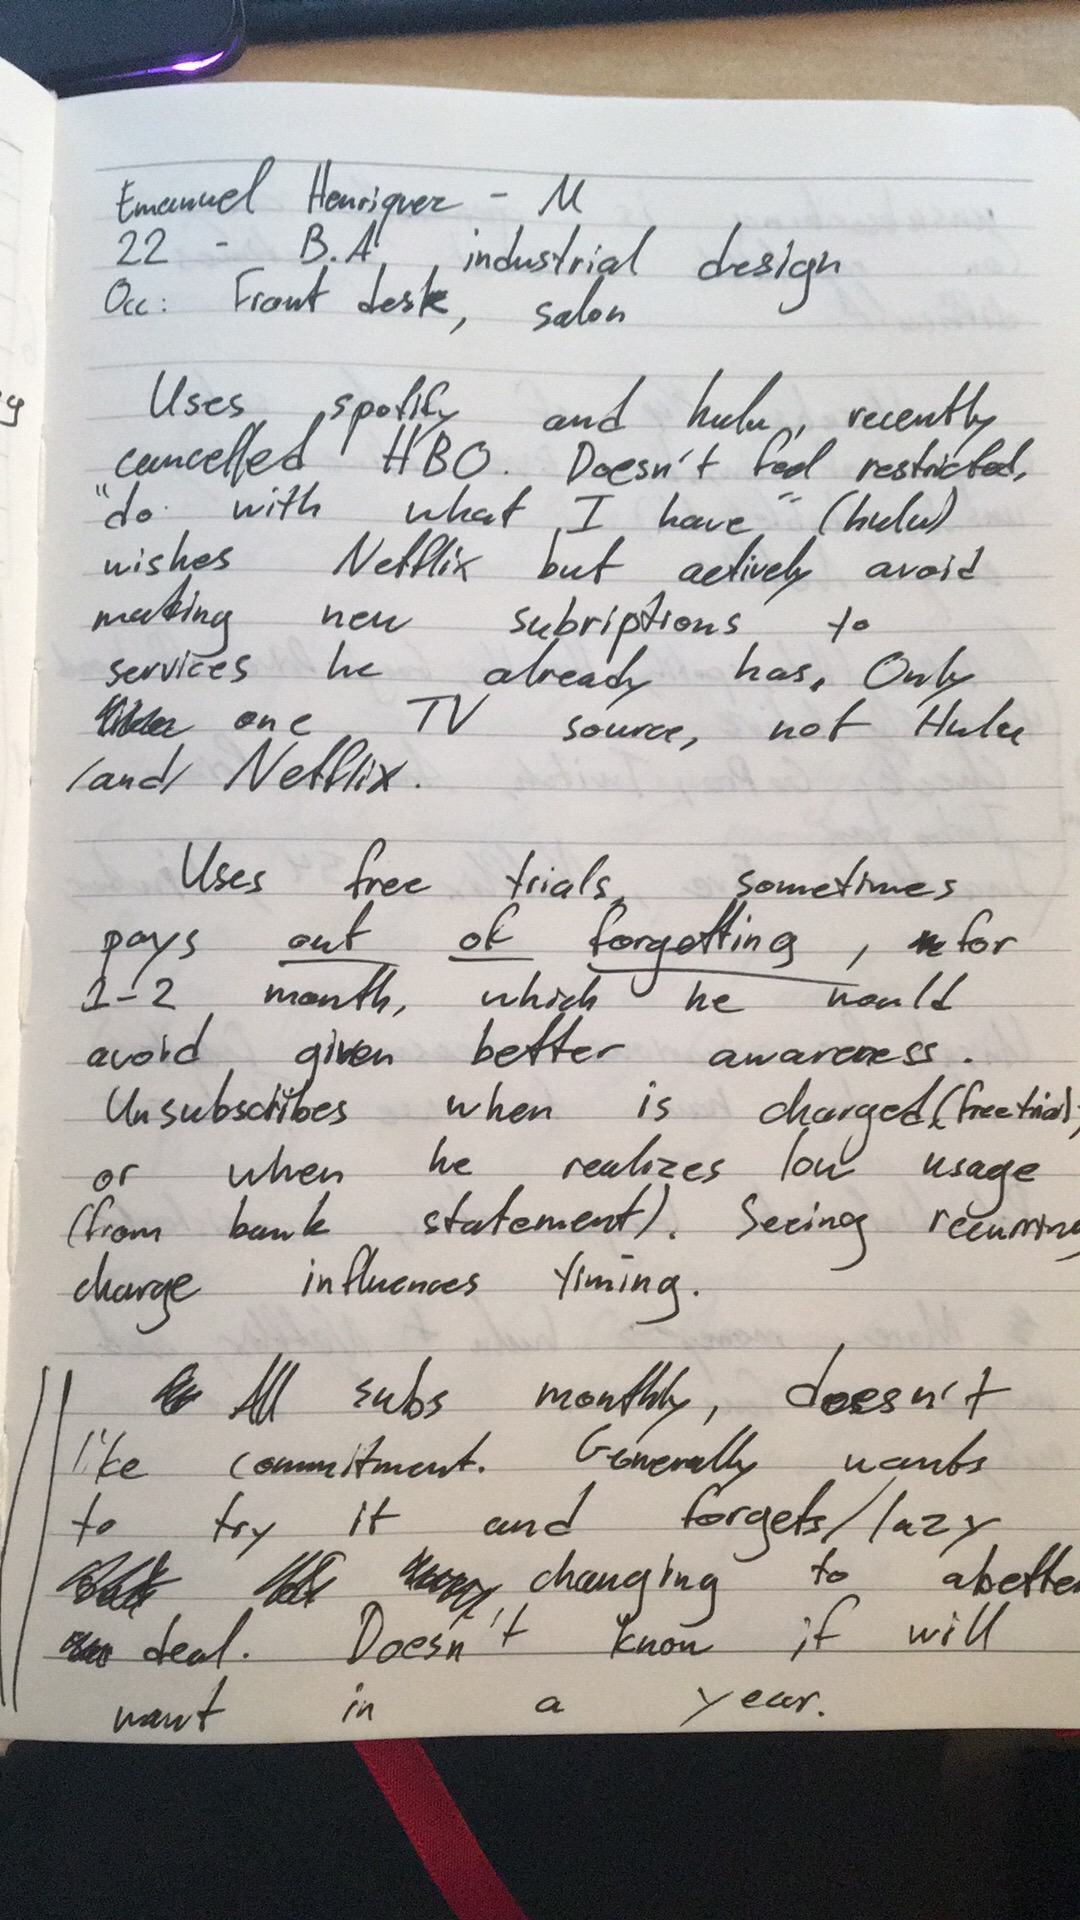 Emanuel Henriquez - M
22 - B.A. industrial design
Occ: Front desk, salon
Uses spotify and hulu, recently
cancelled HBO. Doesn't feel restricted,
"do with what I have" (hulu)
wishes Netflix but actively avoid
making new subriptions to
services he already has. Only
one TV source, not Hulu
/and/ Netflix.
Uses free trials, sometimes
pays out of forgetting, for
1-2 month, which he would
avoid given better awareness.
Unsubscribes when is charged (free trial),
or when he realizes low usage
(from bank statement). Seeing recurring
charge influences timing.
All subs monthly, doesn't
like commitment. Generally wants
to try it and forgets/lazy
changing to a better
deal. Doesn't know if will
want in a year.